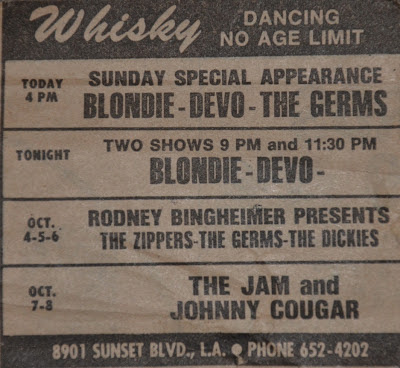 Whisky
DANCING
NO AGE LIMIT
TODAY
4 PM
SUNDAY SPECIAL APPEARANCE
BLONDIE-DEVO-THE GERMS
TONIGHT
TWO SHOWS 9 PM and 11:30 PM
BLONDIE-DEVO-
OCT.
4-5-6
RODNEY BINGHEIMER PRESENTS
THE ZIPPERS-THE GERMS-THE DICKIES
OCT.
7-8
THE JAM and
JOHNNY COUGAR
8901 SUNSET BLVD., L.A. ● PHONE 652-4202